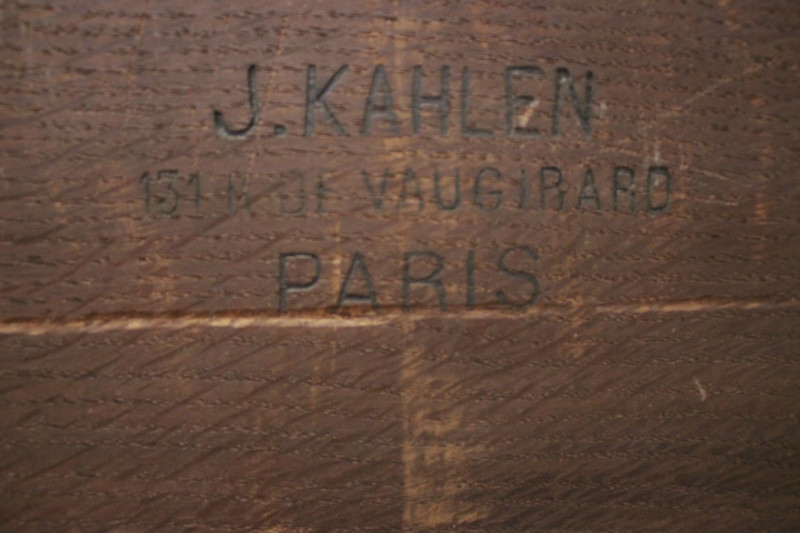 J. KAHLEN
131 R DE VAUGIRARD
PARIS